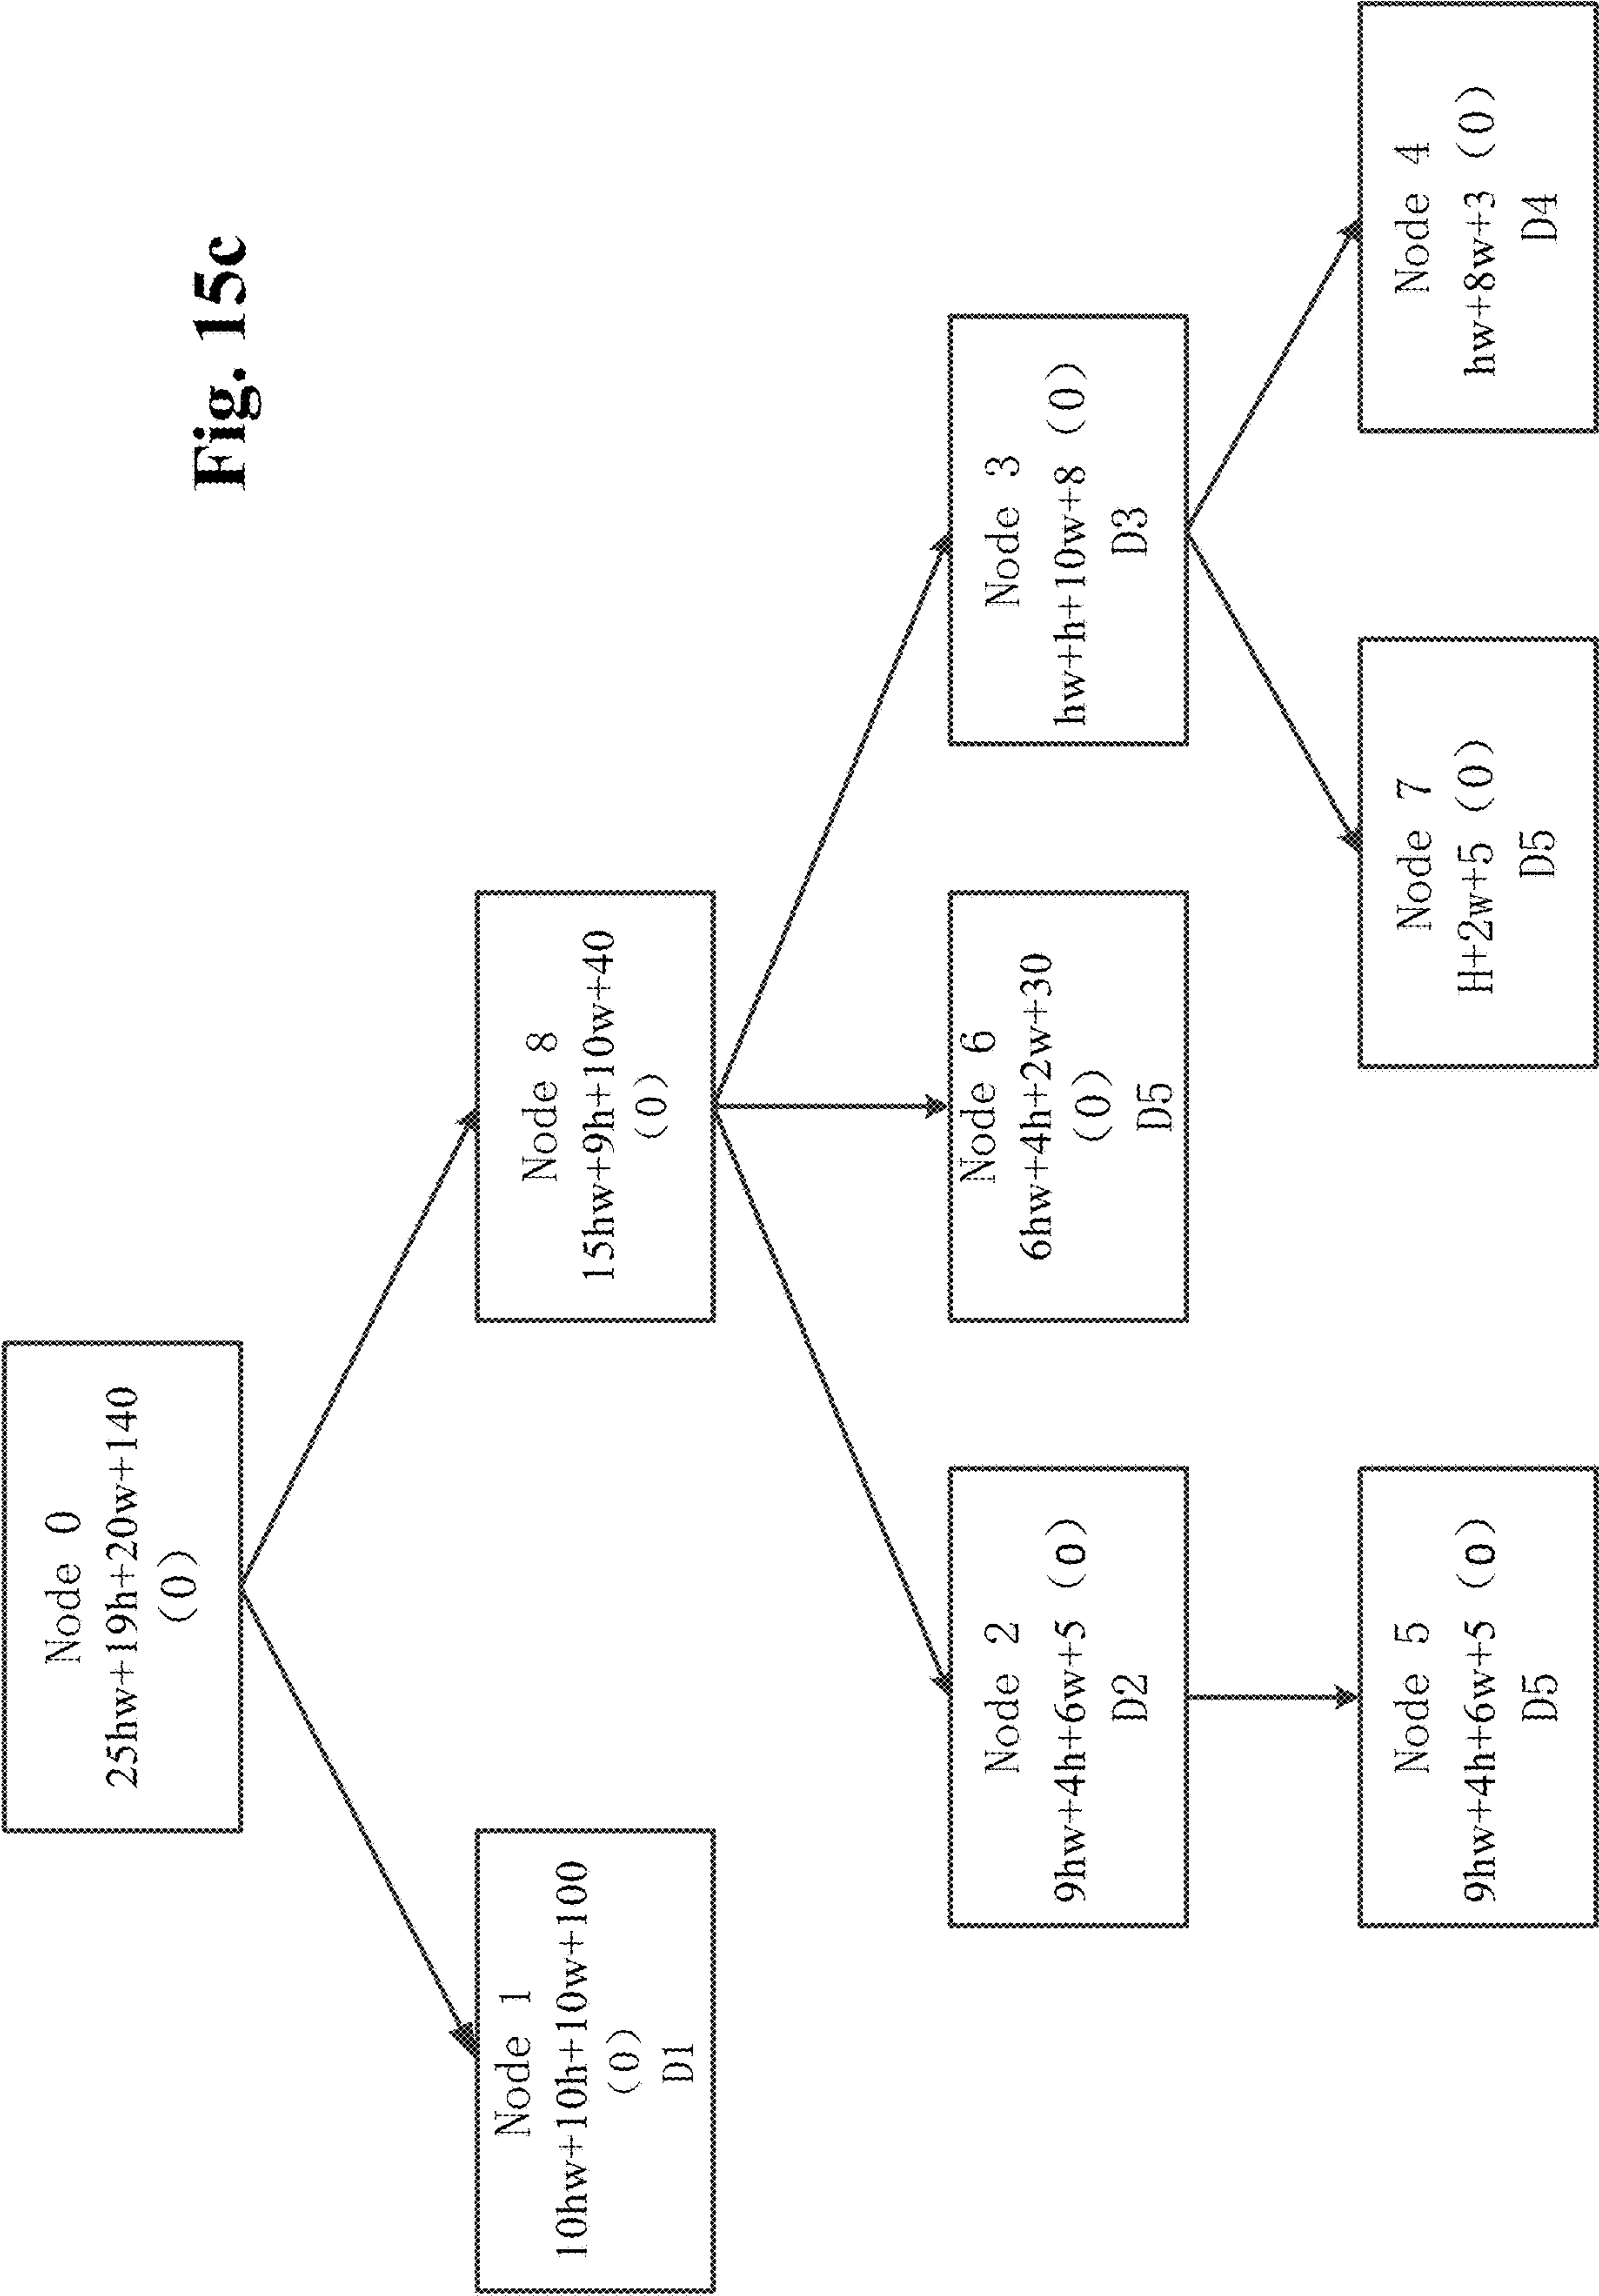 Fig. 15c
Node 0
25hw+19h+20w+140
(0)
Node 1
10hw+10h+10w+100
(0)
D1
Node 8
15hw+9h+10w+40
(0)
Node 2
9hw+4h+6w+5 (0)
D2
Node 6
6hw+4h+2w+30
(0)
D5
Node 3
hw+h+10w+8 (0)
D3
Node 5
9hw+4h+6w+5 (0)
D5
Node 7
H+2w+5 (0)
D5
Node 4
hw+8w+3 (0)
D4